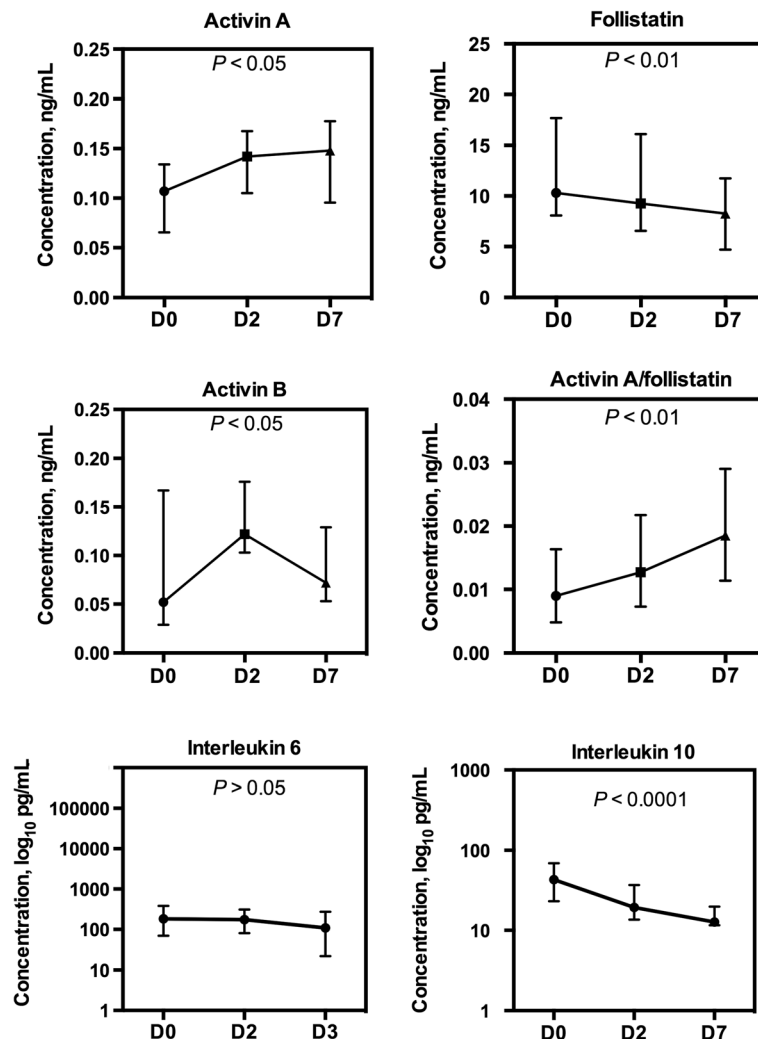 Activin A
P < 0.05
Concentration, ng/mL
0.25
0.20
0.15
0.10
0.05
0.00
D0 D2 D7
Follistatin
P < 0.01
Concentration, ng/mL
25
20
15
10
5
0
D0 D2 D7
Activin B
P < 0.05
Concentration, ng/mL
0.25
0.20
0.15
0.10
0.05
0.00
D0 D2 D7
Activin A/follistatin
P < 0.01
Concentration, ng/mL
0.04
0.03
0.02
0.01
0.00
D0 D2 D7
Interleukin 6
P > 0.05
Concentration, log10 pg/mL
100000
10000
1000
100
10
1
D0 D2 D3
Interleukin 10
P < 0.0001
Concentration, log10 pg/mL
1000
100
10
1
D0 D2 D7